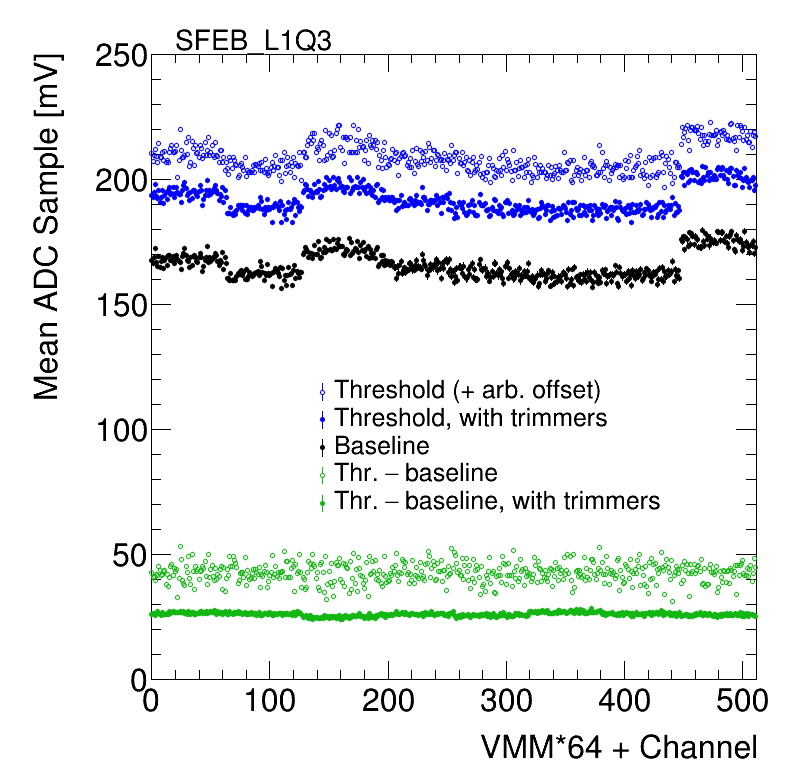 SFEB_L1Q3
Mean ADC Sample [mV]
250
200
150
100
50
0
Threshold (+ arb. offset)
Threshold, with trimmers
Baseline
Thr. − baseline
Thr. − baseline, with trimmers
0 100 200 300 400 500
VMM*64 + Channel